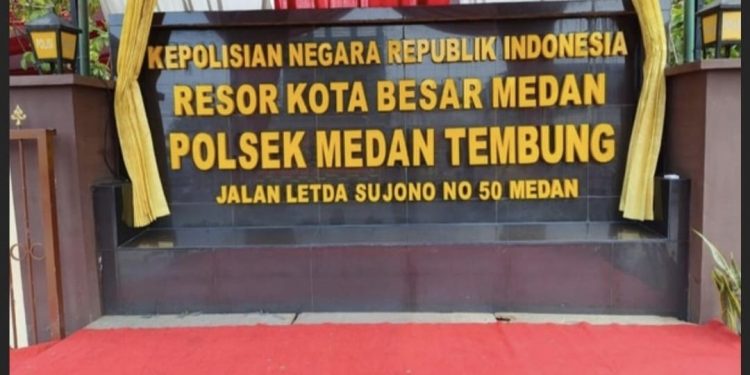 KEPOLISIAN NEGARA REPUBLIK INDONESIA
RESOR KOTA BESAR MEDAN
POLSEK MEDAN TEMBUNG
JALAN LETDA SUJONO NO 50 MEDAN